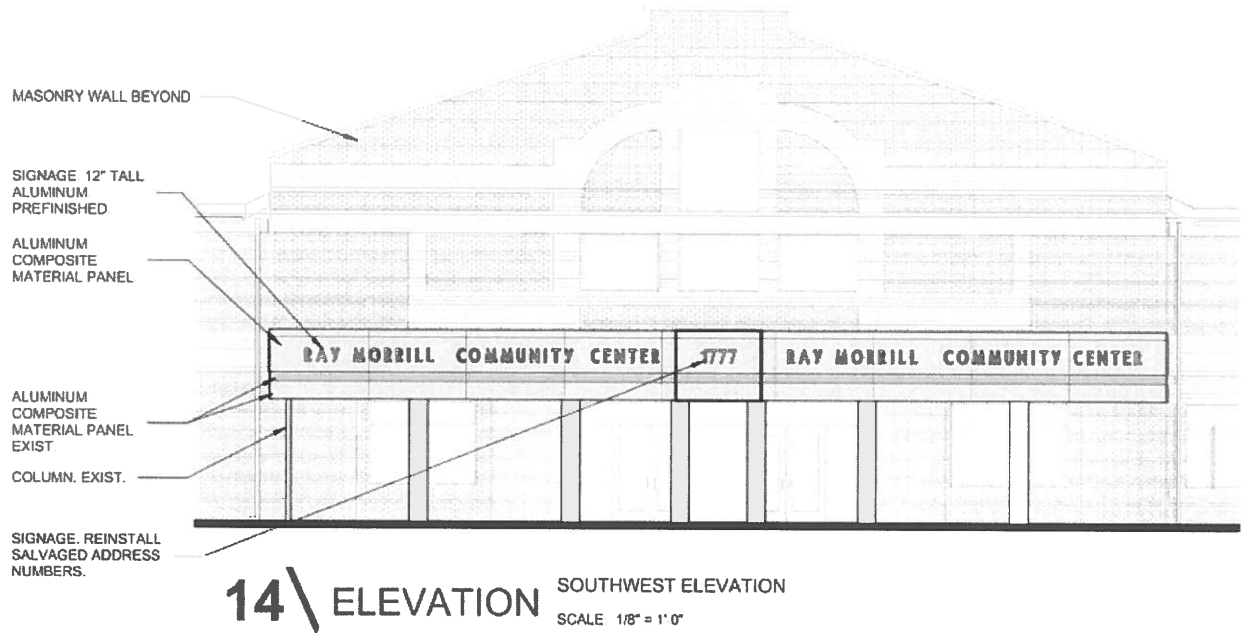 MASONRY WALL BEYOND
SIGNAGE 12" TALL
ALUMINUM
PREFINISHED
ALUMINUM
COMPOSITE
MATERIAL PANEL
RAY MORRILL COMMUNITY CENTER 1777 RAY MORRILL COMMUNITY CENTER
ALUMINUM
COMPOSITE
MATERIAL PANEL
EXIST
COLUMN. EXIST.
SIGNAGE. REINSTALL
SALVAGED ADDRESS
NUMBERS.
14 \ ELEVATION SOUTHWEST ELEVATION
SCALE 1/8" = 1' 0"